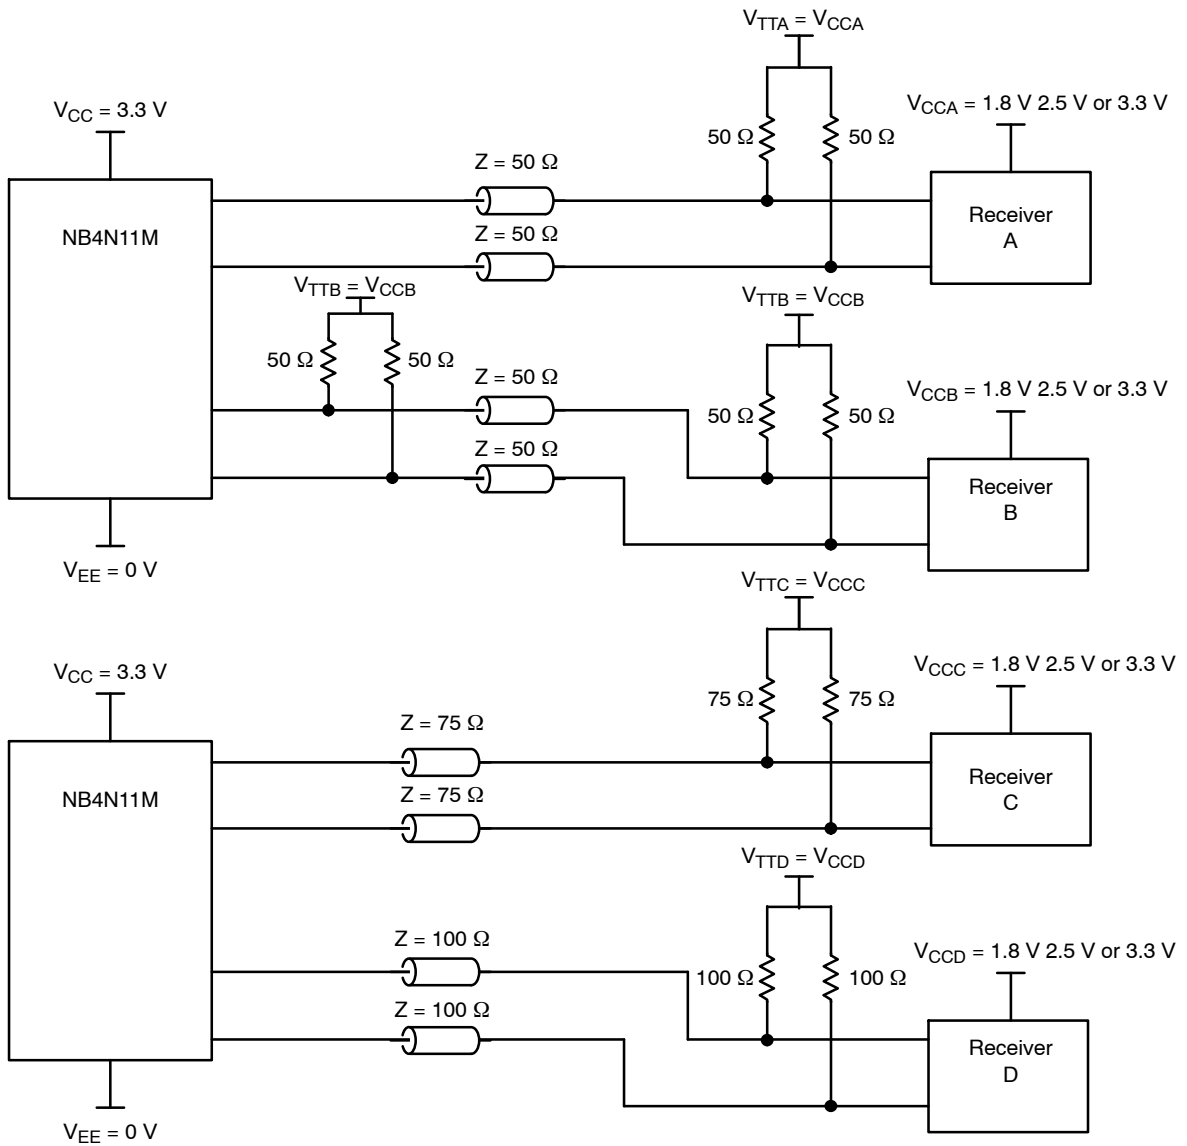 V_TTA = V_CCA
V_CC = 3.3 V
V_CCA = 1.8 V 2.5 V or 3.3 V
50 Ω
50 Ω
Z = 50 Ω
NB4N11M
Receiver
A
Z = 50 Ω
V_TTB = V_CCB
V_TTB = V_CCB
50 Ω
50 Ω
Z = 50 Ω
V_CCB = 1.8 V 2.5 V or 3.3 V
50 Ω
50 Ω
Z = 50 Ω
Receiver
B
V_EE = 0 V
V_TTC = V_CCC
V_CC = 3.3 V
V_CCC = 1.8 V 2.5 V or 3.3 V
75 Ω
75 Ω
Z = 75 Ω
NB4N11M
Receiver
C
Z = 75 Ω
V_TTD = V_CCD
Z = 100 Ω
V_CCD = 1.8 V 2.5 V or 3.3 V
100 Ω
100 Ω
Z = 100 Ω
Receiver
D
V_EE = 0 V